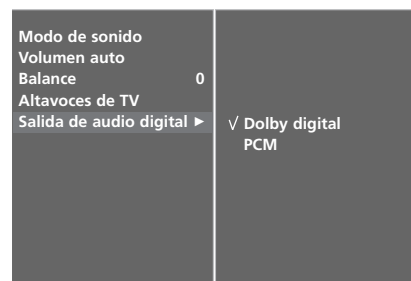 Modo de sonido
Volumen auto
Balance 0
Altavoces de TV
Salida de audio digital ►
√ Dolby digital
PCM